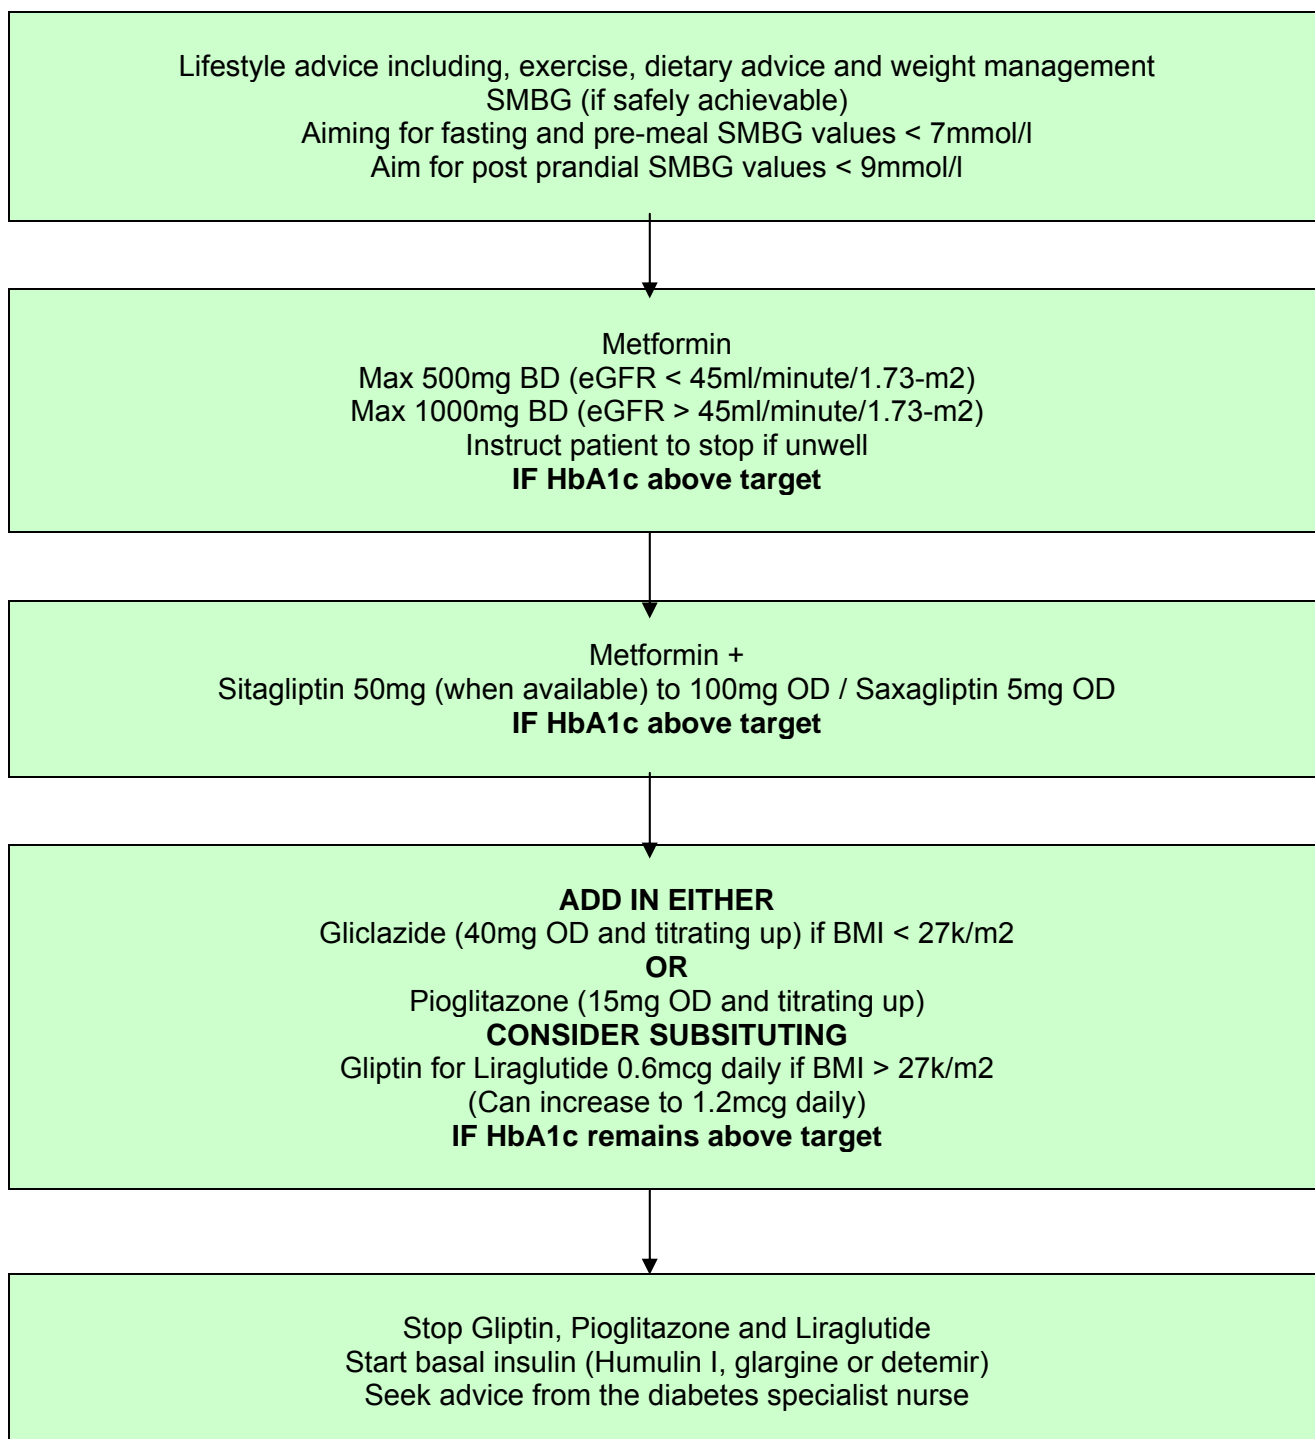 Lifestyle advice including, exercise, dietary advice and weight management
SMBG (if safely achievable)
Aiming for fasting and pre-meal SMBG values < 7mmol/l
Aim for post prandial SMBG values < 9mmol/l
Metformin
Max 500mg BD (eGFR < 45ml/minute/1.73-m2)
Max 1000mg BD (eGFR > 45ml/minute/1.73-m2)
Instruct patient to stop if unwell
IF HbA1c above target
Metformin +
Sitagliptin 50mg (when available) to 100mg OD / Saxagliptin 5mg OD
IF HbA1c above target
ADD IN EITHER
Gliclazide (40mg OD and titrating up) if BMI < 27k/m2
OR
Pioglitazone (15mg OD and titrating up)
CONSIDER SUBSITUTING
Gliptin for Liraglutide 0.6mcg daily if BMI > 27k/m2
(Can increase to 1.2mcg daily)
IF HbA1c remains above target
Stop Gliptin, Pioglitazone and Liraglutide
Start basal insulin (Humulin I, glargine or detemir)
Seek advice from the diabetes specialist nurse